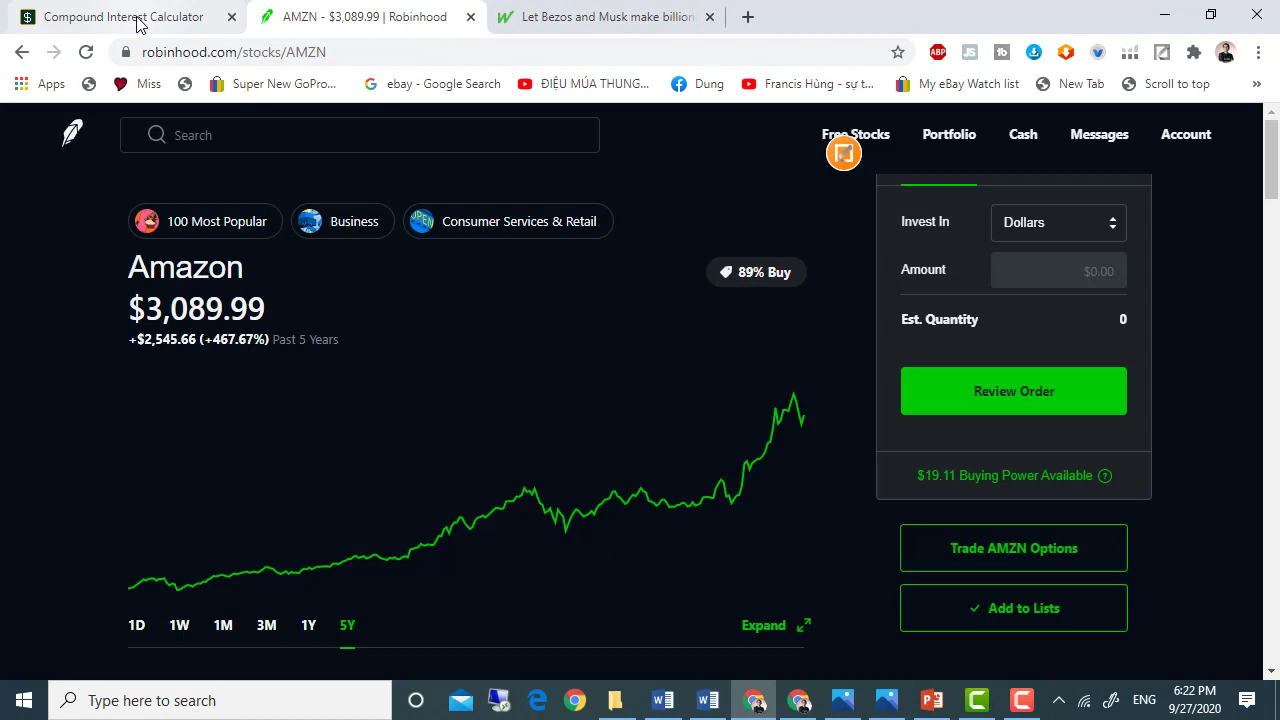 Compound Interest Calculator
AMZN - $3,089.99 | Robinhood
Let Bezos and Musk make billion
robinhood.com/stocks/AMZN
ABP
JS
Apps
Miss
Super New GoPro...
ebay - Google Search
ĐIỆU MÚA THUNG...
Dung
Francis Hùng - sự t...
My eBay Watch list
New Tab
Scroll to top
»
Search
Free Stocks
Portfolio
Cash
Messages
Account
100 Most Popular
Business
OPEN
Consumer Services & Retail
Amazon
89% Buy
$3,089.99
+$2,545.66 (+467.67%) Past 5 Years
Invest In
Dollars
Amount
$0.00
Est. Quantity
0
Review Order
$19.11 Buying Power Available
Trade AMZN Options
Add to Lists
1D
1W
1M
3M
1Y
5Y
Expand
Type here to search
ENG
6:22 PM
9/27/2020